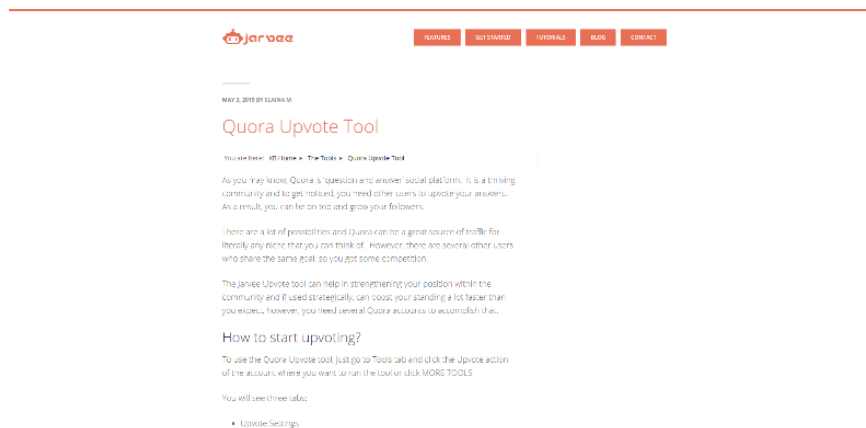 jarvee
FEATURES
GET STARTED
TUTORIALS
BLOG
CONTACT
MAY 3, 2019 BY ELAINA M
Quora Upvote Tool
You are here: KB Home ▸ The Tools ▸ Quora Upvote Tool
As you may know, Quora is 'question and answer' social platform. It is a thriving
community and to get noticed, you need other users to upvote your answers.
As a result, you can be on top and grow your followers.
There are a lot of possibilities and Quora can be a great source of traffic for
literally any niche that you can think of. However, there are several other users
who share the same goal, so you got some competition.
The Jarvee Upvote tool can help in strengthening your position within the
community and if used strategically, can boost your standing a lot faster than
you expect, however, you need several Quora accounts to accomplish that.
How to start upvoting?
To use the Quora Upvote tool, just go to Tools tab and click the Upvote action
of the account where you want to run the tool or click MORE TOOLS
You will see three tabs:
• Upvote Settings